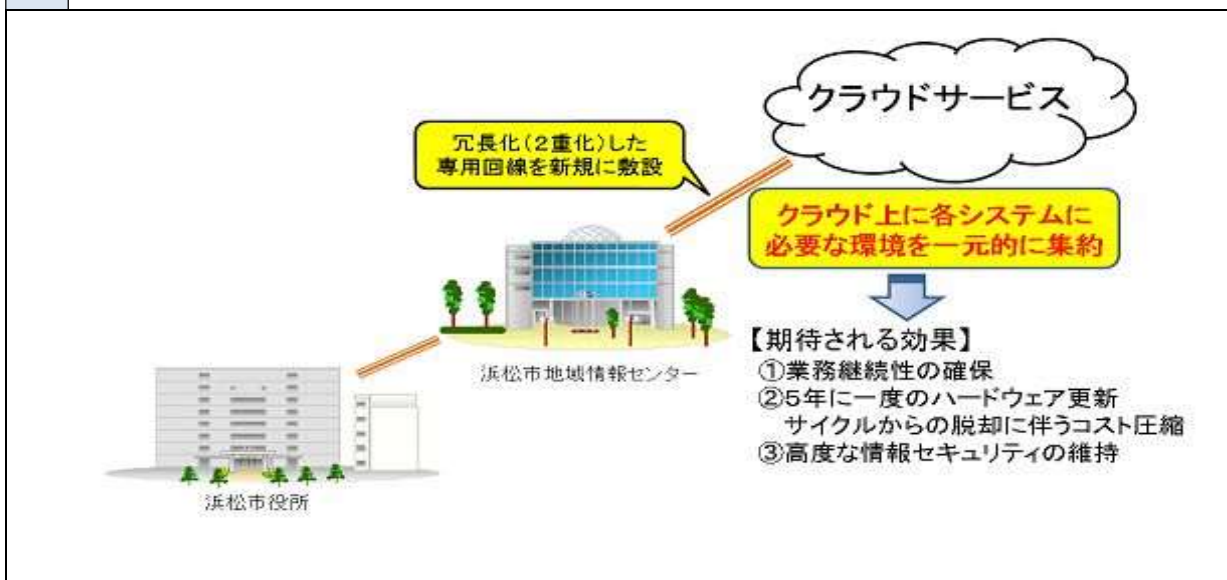 クラウドサービス
冗長化(2重化)した
専用回線を新規に敷設
クラウド上に各システムに
必要な環境を一元的に集約
【期待される効果】
①業務継続性の確保
②5年に一度のハードウェア更新
サイクルからの脱却に伴うコスト圧縮
③高度な情報セキュリティの維持
浜松市地域情報センター
浜松市役所